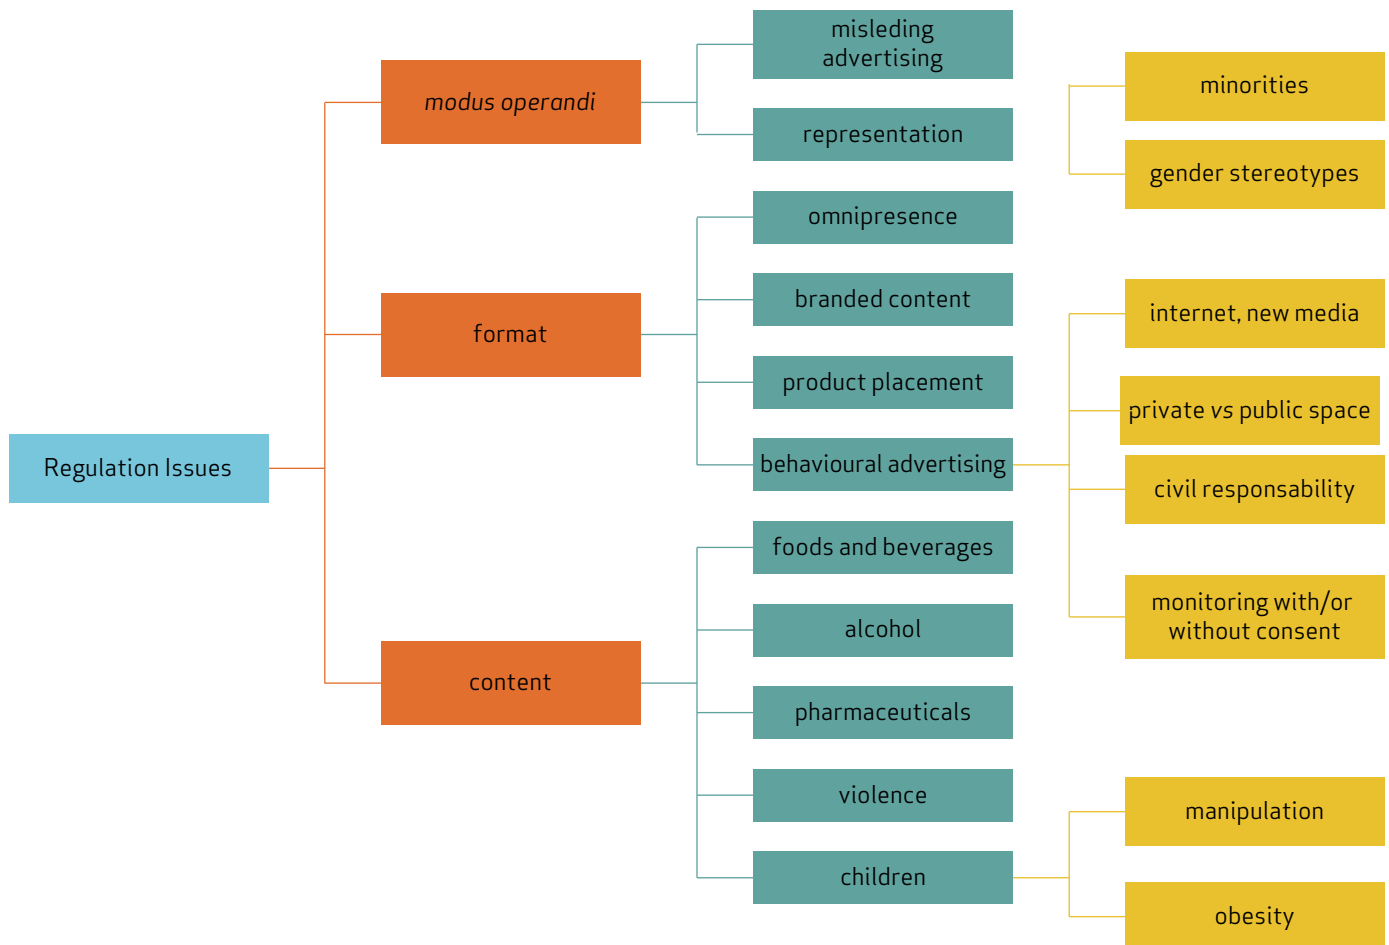 Regulation Issues
modus operandi
format
content
misleding
advertising
representation
omnipresence
branded content
product placement
behavioural advertising
foods and beverages
alcohol
pharmaceuticals
violence
children
minorities
gender stereotypes
internet, new media
private vs public space
civil responsability
monitoring with/or
without consent
manipulation
obesity